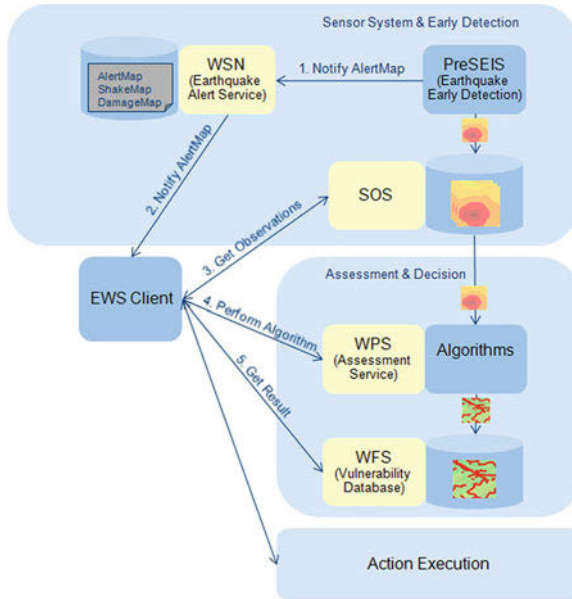 Sensor System & Early Detection
AlertMap
ShakeMap
DamageMap
WSN
(Earthquake
Alert Service)
1. Notify AlertMap
PreSEIS
(Earthquake
Early Detection)
2. Notify AlertMap
SOS
3. Get Observations
EWS Client
Assessment & Decision
4. Perform Algorithm
WPS
(Assessment
Service)
Algorithms
5. Get Result
WFS
(Vulnerability
Database)
Action Execution